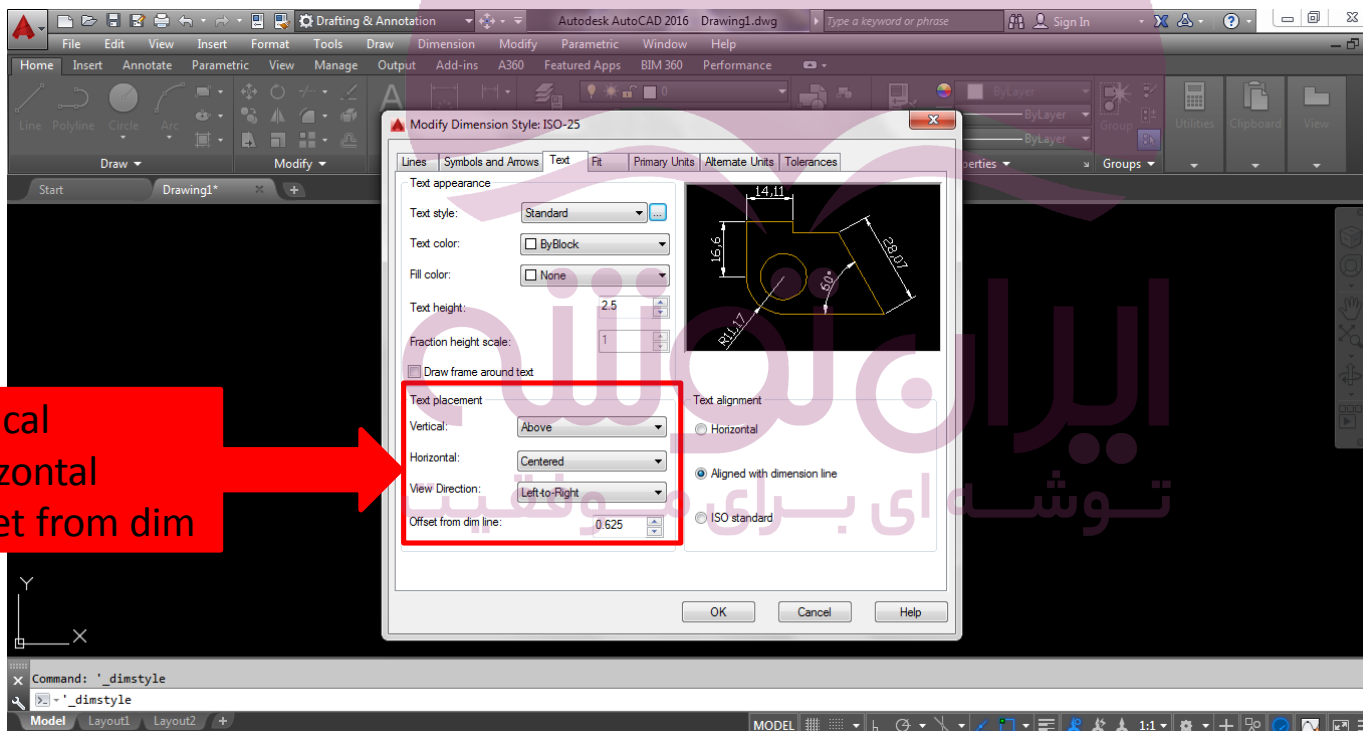 Drafting & Annotation
Autodesk AutoCAD 2016 Drawing1.dwg
Type a keyword or phrase
Sign In
File Edit View Insert Format Tools Draw Dimension Modify Parametric Window Help
Home Insert Annotate Parametric View Manage Output Add-ins A360 Featured Apps BIM 360 Performance
0
ByLayer
ByLayer
ByLayer
Line Polyline Circle Arc
Group
Utilities Clipboard View
Draw Modify Groups
Start Drawing1*
Modify Dimension Style: ISO-25
Lines Symbols and Arrows Text Fit Primary Units Alternate Units Tolerances
Text appearance
Text style: Standard
Text color: ByBlock
Fill color: None
Text height: 2.5
Fraction height scale: 1
Draw frame around text
14,11
16,6
28,07
60°
R11,17
Text placement
Vertical: Above
Horizontal: Centered
View Direction: Left-to-Right
Offset from dim line: 0.625
Text alignment
Horizontal
Aligned with dimension line
ISO standard
OK Cancel Help
ایران توشه
توشه ای برای موفقیت
Y
X
Command: '_dimstyle
'_dimstyle
Model Layout1 Layout2
MODEL
1:1